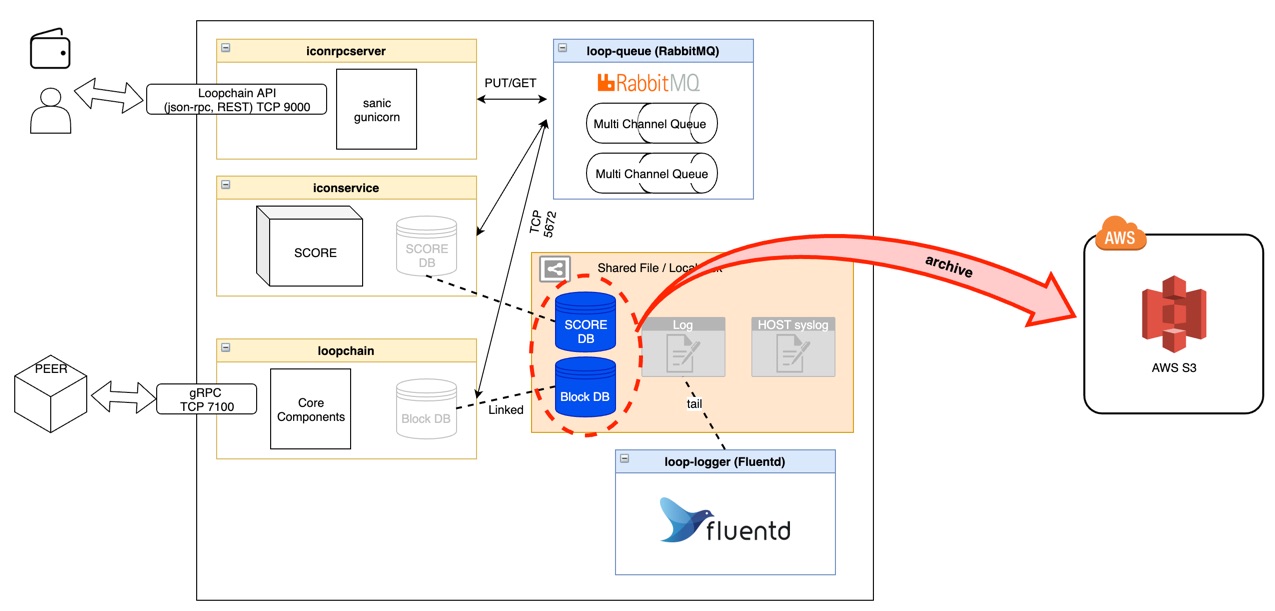 iconrpcserver
Loopchain API
(json-rpc, REST) TCP 9000
sanic
gunicorn
PUT/GET
loop-queue (RabbitMQ)
RabbitMQ
Multi Channel Queue
Multi Channel Queue
iconservice
SCORE
SCORE
DB
TCP
5672
Shared File / Local
SCORE
DB
Block DB
Log
HOST syslog
archive
AWS
AWS S3
loopchain
PEER
gRPC
TCP 7100
Core
Components
Block DB
Linked
tail
loop-logger (Fluentd)
fluentd